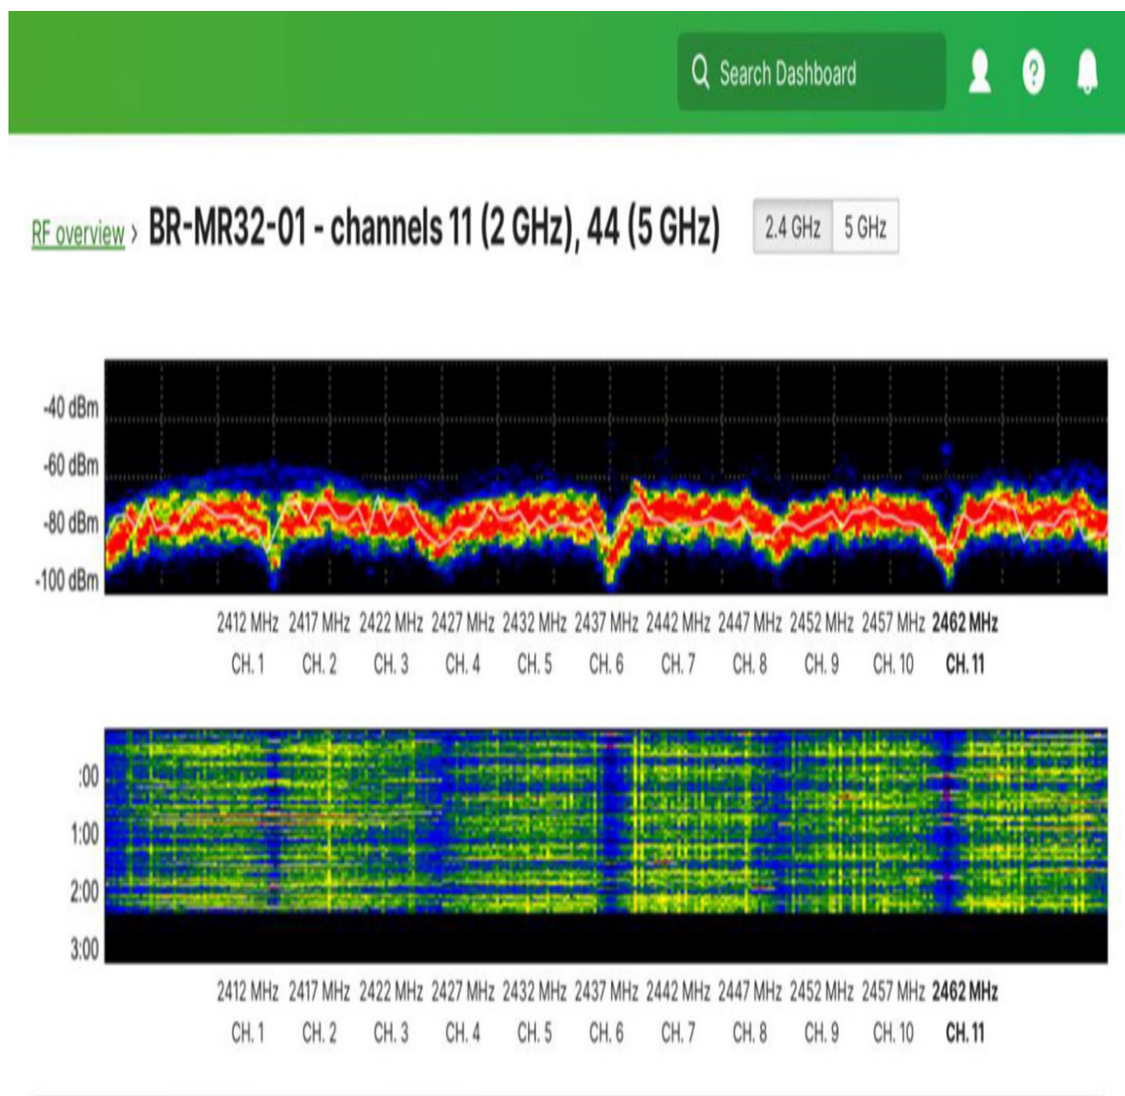 Search Dashboard
RF overview › BR-MR32-01 - channels 11 (2 GHz), 44 (5 GHz) 2.4 GHz 5 GHz
-40 dBm
-60 dBm
-80 dBm
-100 dBm
2412 MHz 2417 MHz 2422 MHz 2427 MHz 2432 MHz 2437 MHz 2442 MHz 2447 MHz 2452 MHz 2457 MHz 2462 MHz
CH. 1 CH. 2 CH. 3 CH. 4 CH. 5 CH. 6 CH. 7 CH. 8 CH. 9 CH. 10 CH. 11
:00
1:00
2:00
3:00
2412 MHz 2417 MHz 2422 MHz 2427 MHz 2432 MHz 2437 MHz 2442 MHz 2447 MHz 2452 MHz 2457 MHz 2462 MHz
CH. 1 CH. 2 CH. 3 CH. 4 CH. 5 CH. 6 CH. 7 CH. 8 CH. 9 CH. 10 CH. 11